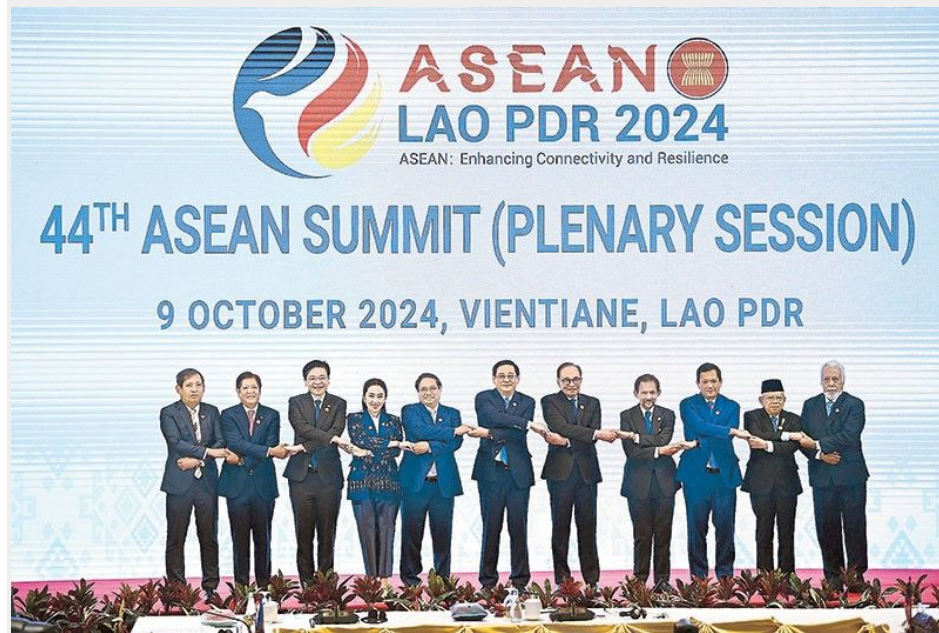 ASEAN
LAO PDR 2024
ASEAN: Enhancing Connectivity and Resilience
44TH ASEAN SUMMIT (PLENARY SESSION)
9 OCTOBER 2024, VIENTIANE, LAO PDR